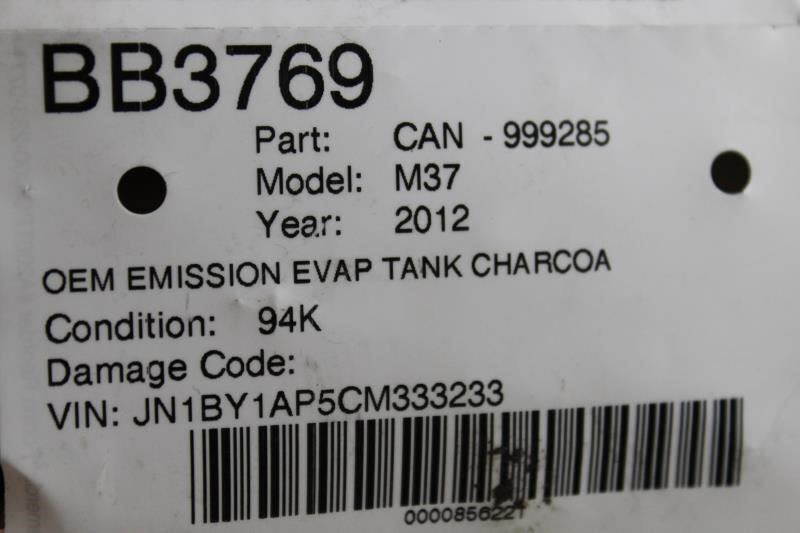 BB3769
Part: CAN - 999285
Model: M37
Year: 2012
OEM EMISSION EVAP TANK CHARCOA
Condition: 94K
Damage Code:
VIN: JN1BY1AP5CM333233
0000856221